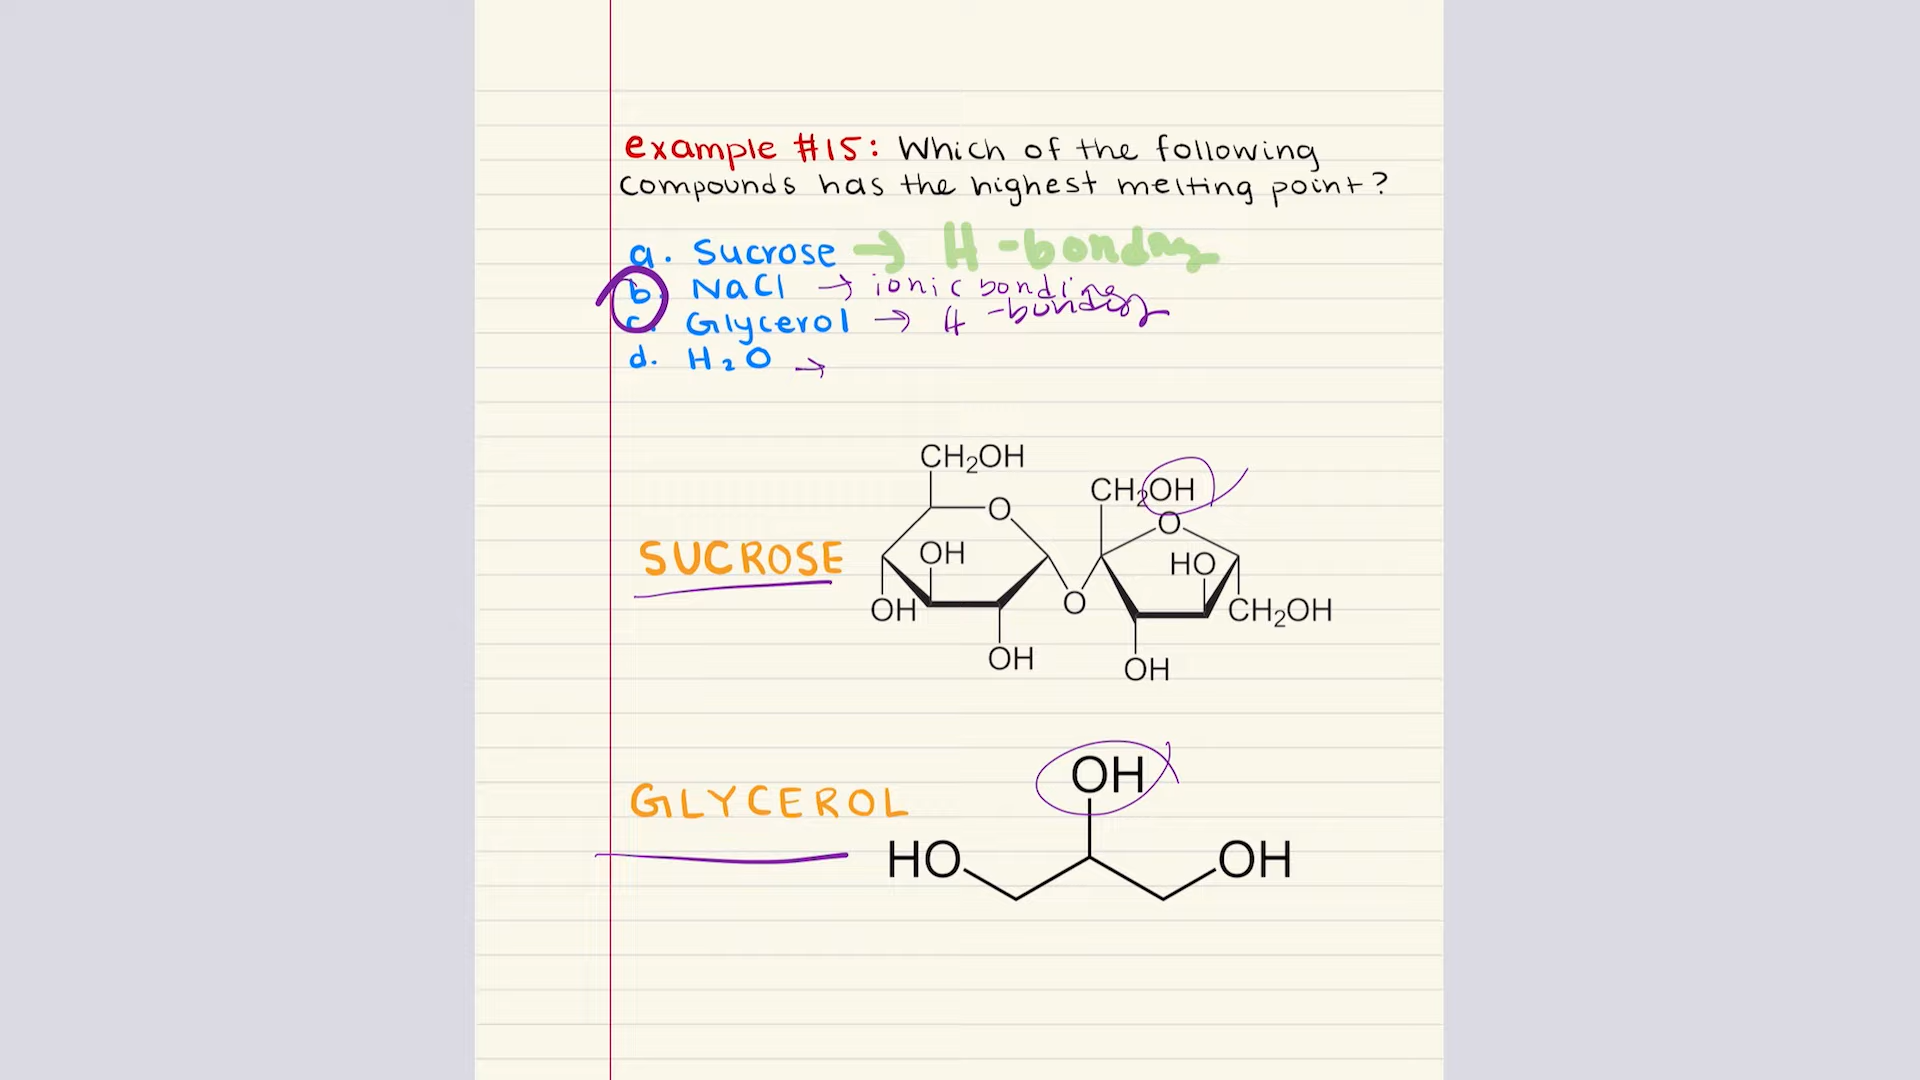 example #15: Which of the following
compounds has the highest melting point?
a. Sucrose → H-bonding
b. NaCl → ionic bonding
c. Glycerol → H-bonding
d. H₂O →
SUCROSE
CH₂OH
O
OH
OH
OH
O
CH₂OH
O
HO
CH₂OH
OH
GLYCEROL
OH
HO
OH